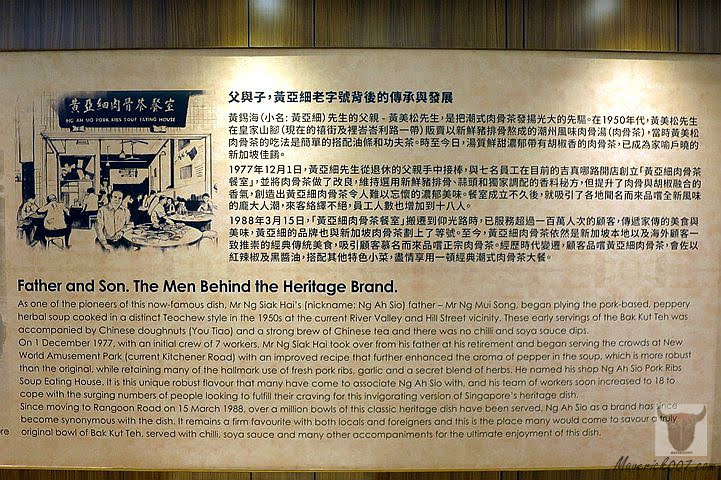 黃亞細肉骨茶餐室
NG AH SIO PORK RIBS SOUP EATING HOUSE
父與子，黃亞細老字號背後的傳承與發展
黃錫海(小名：黃亞細)先生的父親 - 黃美松先生，是把潮式肉骨茶發揚光大的先驅。在1950年代，黃美松先生
在皇家山腳(現在的禧街及裡峇峇利路一帶)販賣以新鮮豬排骨熬成的潮州風味肉骨湯(肉骨茶)，當時黃美松
肉骨茶的吃法是簡單的搭配油條和功夫茶。時至今日，湯質鮮甜濃郁帶有胡椒香的肉骨茶，已成為家喻戶曉的
新加坡佳餚。
1977年12月1日，黃亞細先生從退休的父親手中接棒，與七名員工在目前的吉真哪路開店創立「黃亞細肉骨茶
餐室」，並將肉骨茶做了改良，維持選用新鮮豬排骨、蒜頭和獨家調配的香料秘方，但提升了肉骨與胡椒融合的
香氣，創造出黃亞細肉骨茶令人難以忘懷的濃郁美味。餐室成立不久後，就吸引了各地聞名而來品嚐全新風味
的龐大人潮，來客絡繹不絕，員工人數也增加到十八人。
1988年3月15日，「黃亞細肉骨茶餐室」搬遷到仰光路時，已服務超過一百萬人次的顧客，傳遞家傳的美食與
美味，黃亞細的品牌也與新加坡肉骨茶劃上了等號。至今，黃亞細肉骨茶依然是新加坡本地以及海外顧客一
致推崇的經典傳統美食，吸引顧客慕名而來品嚐正宗肉骨茶。經歷時代變遷，顧客品嚐黃亞細肉骨茶，會佐以
紅辣椒及黑醬油，搭配其他特色小菜，盡情享用一頓經典潮式肉骨茶大餐。
Father and Son. The Men Behind the Heritage Brand.
As one of the pioneers of this now-famous dish, Mr Ng Siak Hai's (nickname: Ng Ah Sio) father – Mr Ng Mui Song, began plying the pork-based, peppery
herbal soup cooked in a distinct Teochew style in the 1950s at the current River Valley and Hill Street vicinity. These early servings of the Bak Kut Teh was
accompanied by Chinese doughnuts (You Tiao) and a strong brew of Chinese tea and there was no chilli and soya sauce dips.
On 1 December 1977, with an initial crew of 7 workers, Mr Ng Siak Hai took over from his father at his retirement and began serving the crowds at New
World Amusement Park (current Kitchener Road) with an improved recipe that further enhanced the aroma of pepper in the soup, which is more robust
than the original, while retaining many of the hallmark use of fresh pork ribs, garlic and a secret blend of herbs. He named his shop Ng Ah Sio Pork Ribs
Soup Eating House. It is this unique robust flavour that many have come to associate Ng Ah Sio with, and his team of workers soon increased to 18 to
cope with the surging numbers of people looking to fulfill their craving for this invigorating version of Singapore's heritage dish.
Since moving to Rangoon Road on 15 March 1988, over a million bowls of this classic heritage dish have been served. Ng Ah Sio as a brand has since
become synonymous with the dish. It remains a firm favourite with both locals and foreigners and this is the place many would come to savour a truly
original bowl of Bak Kut Teh, served with chilli, soya sauce and many other accompaniments for the ultimate enjoyment of this dish.
Maverick007.com